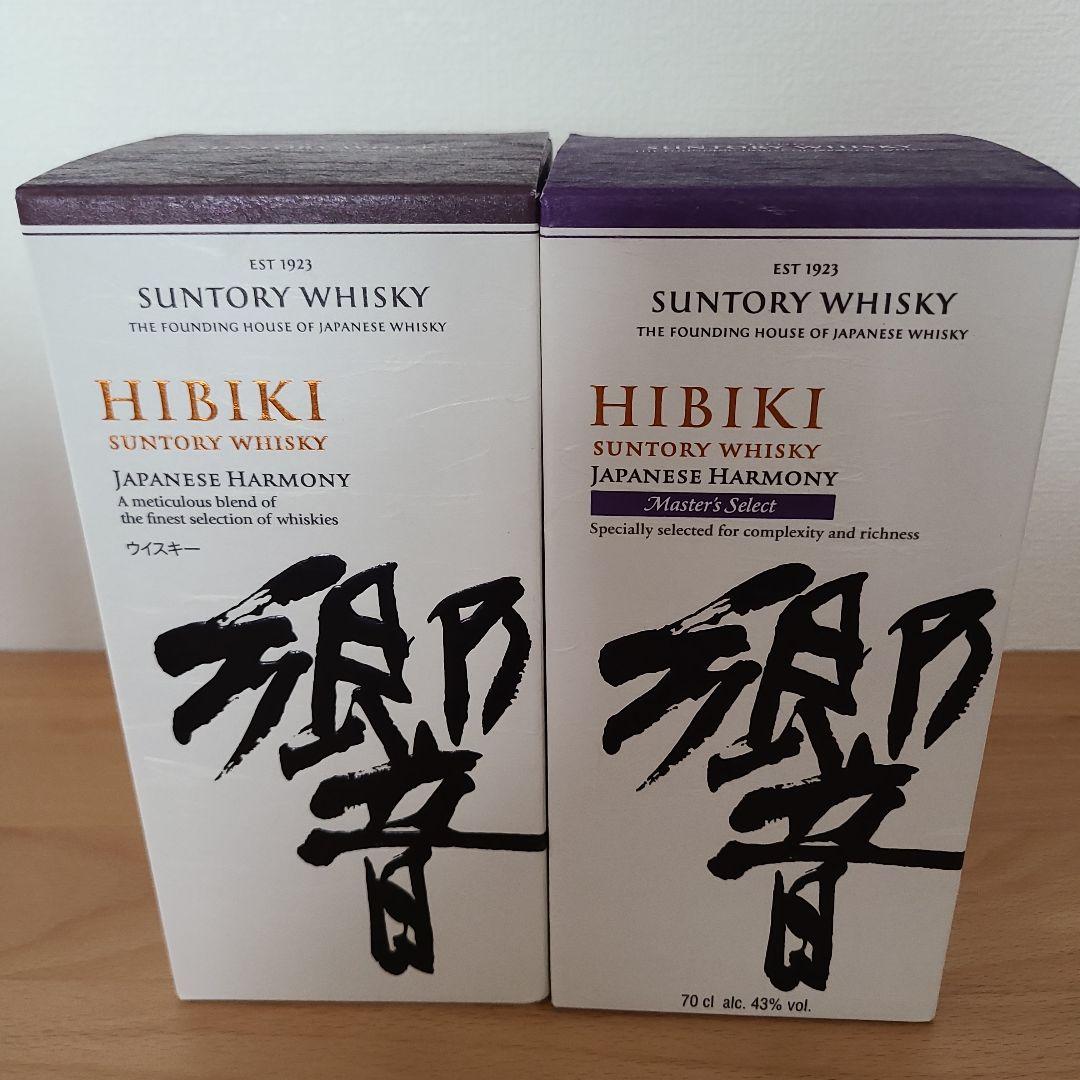 EST 1923
SUNTORY WHISKY
THE FOUNDING HOUSE OF JAPANESE WHISKY
HIBIKI
SUNTORY WHISKY
JAPANESE HARMONY
A meticulous blend of
the finest selection of whiskies
ウイスキー
響
SUNTORY WHISKY
EST 1923
SUNTORY WHISKY
THE FOUNDING HOUSE OF JAPANESE WHISKY
HIBIKI
SUNTORY WHISKY
JAPANESE HARMONY
Master's Select
Specially selected for complexity and richness
響
70 cl alc. 43% vol.